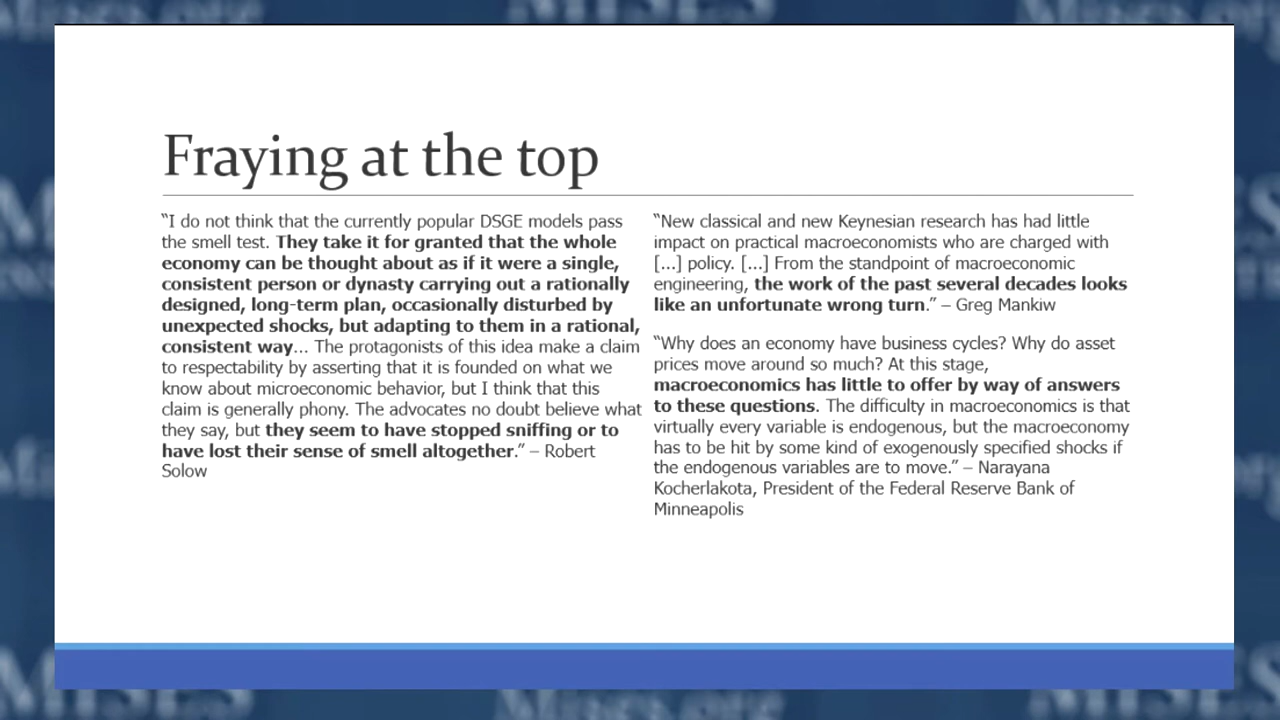 Mises.org
Fraying at the top
“I do not think that the currently popular DSGE models pass
the smell test. They take it for granted that the whole
economy can be thought about as if it were a single,
consistent person or dynasty carrying out a rationally
designed, long-term plan, occasionally disturbed by
unexpected shocks, but adapting to them in a rational,
consistent way... The protagonists of this idea make a claim
to respectability by asserting that it is founded on what we
know about microeconomic behavior, but I think that this
claim is generally phony. The advocates no doubt believe what
they say, but they seem to have stopped sniffing or to
have lost their sense of smell altogether.” – Robert
Solow
“New classical and new Keynesian research has had little
impact on practical macroeconomists who are charged with
[...] policy. [...] From the standpoint of macroeconomic
engineering, the work of the past several decades looks
like an unfortunate wrong turn.” – Greg Mankiw
“Why does an economy have business cycles? Why do asset
prices move around so much? At this stage,
macroeconomics has little to offer by way of answers
to these questions. The difficulty in macroeconomics is that
virtually every variable is endogenous, but the macroeconomy
has to be hit by some kind of exogenously specified shocks if
the endogenous variables are to move.” – Narayana
Kocherlakota, President of the Federal Reserve Bank of
Minneapolis
Mises.org